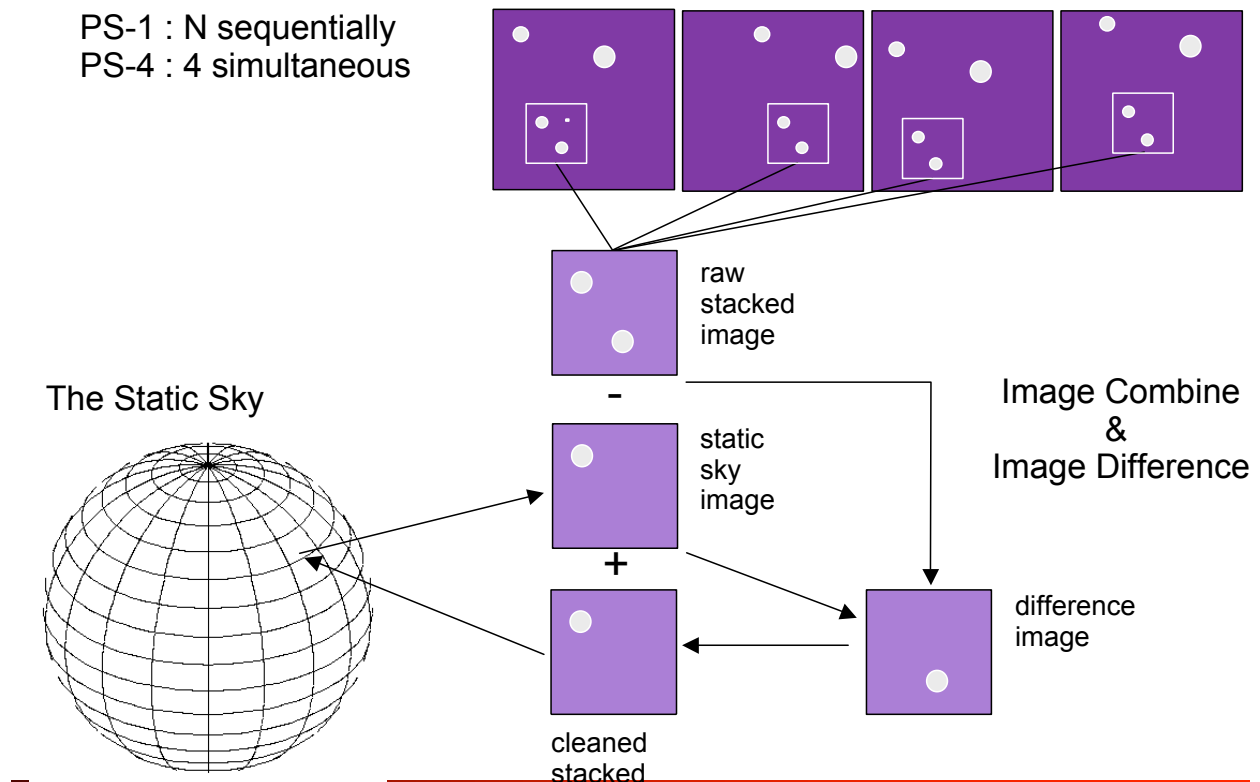 PS-1 : N sequentially
PS-4 : 4 simultaneous
raw
stacked
image
-
The Static Sky
Image Combine
&
Image Difference
static
sky
image
+
difference
image
cleaned
stacked